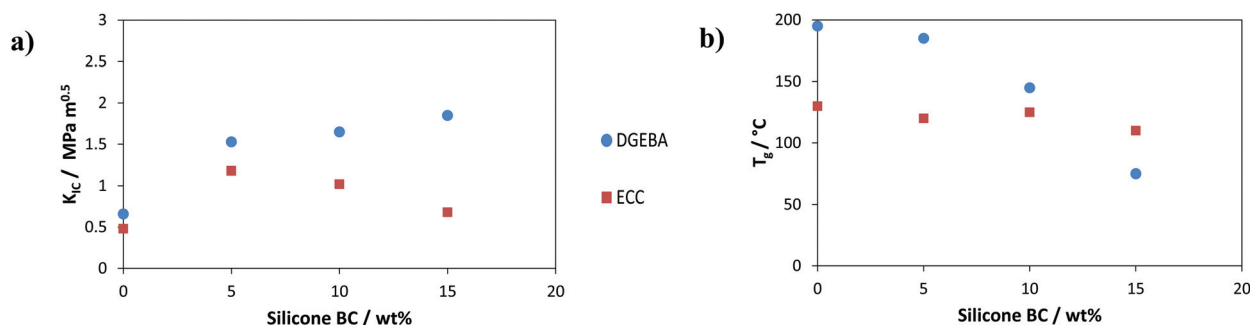 a)
3
2.5
2
1.5
1
0.5
0
K_IC / MPa m^0.5
0 5 10 15 20
Silicone BC / wt%
DGEBA
ECC
b)
200
150
100
50
0
T_g / °C
0 5 10 15 20
Silicone BC / wt%